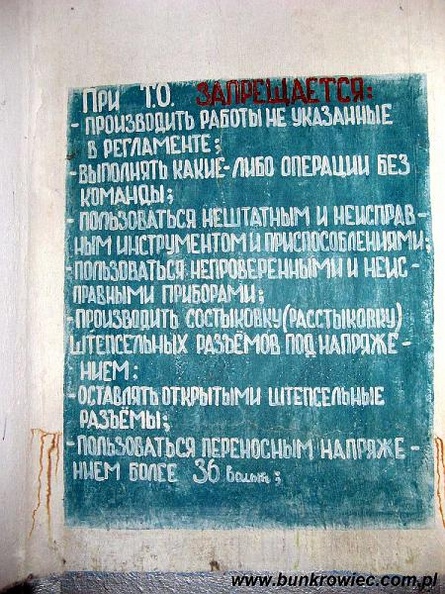 При Т.О. ЗАПРЕЩАЕТСЯ:
- ПРОИЗВОДИТЬ РАБОТЫ НЕ УКАЗАННЫЕ
В РЕГЛАМЕНТЕ;
- ВЫПОЛНЯТЬ КАКИЕ-ЛИБО ОПЕРАЦИИ БЕЗ
КОМАНДЫ;
- ПОЛЬЗОВАТЬСЯ НЕШТАТНЫМ И НЕИСПРАВ-
НЫМ ИНСТРУМЕНТОМ И ПРИСПОСОБЛЕНИЯМИ;
- ПОЛЬЗОВАТЬСЯ НЕПРОВЕРЕННЫМИ И НЕИС-
ПРАВНЫМИ ПРИБОРАМИ;
- ПРОИЗВОДИТЬ СОСТЫКОВКУ(РАССТЫКОВКУ)
ШТЕПСЕЛЬНЫХ РАЗЪЁМОВ ПОД НАПРЯЖЕ-
НИЕМ:
- ОСТАВЛЯТЬ ОТКРЫТЫМИ ШТЕПСЕЛЬНЫЕ
РАЗЪЁМЫ;
- ПОЛЬЗОВАТЬСЯ ПЕРЕНОСНЫМ НАПРЯЖЕ-
НИЕМ БОЛЕЕ 36 вольт;
www.bunkrowiec.com.pl